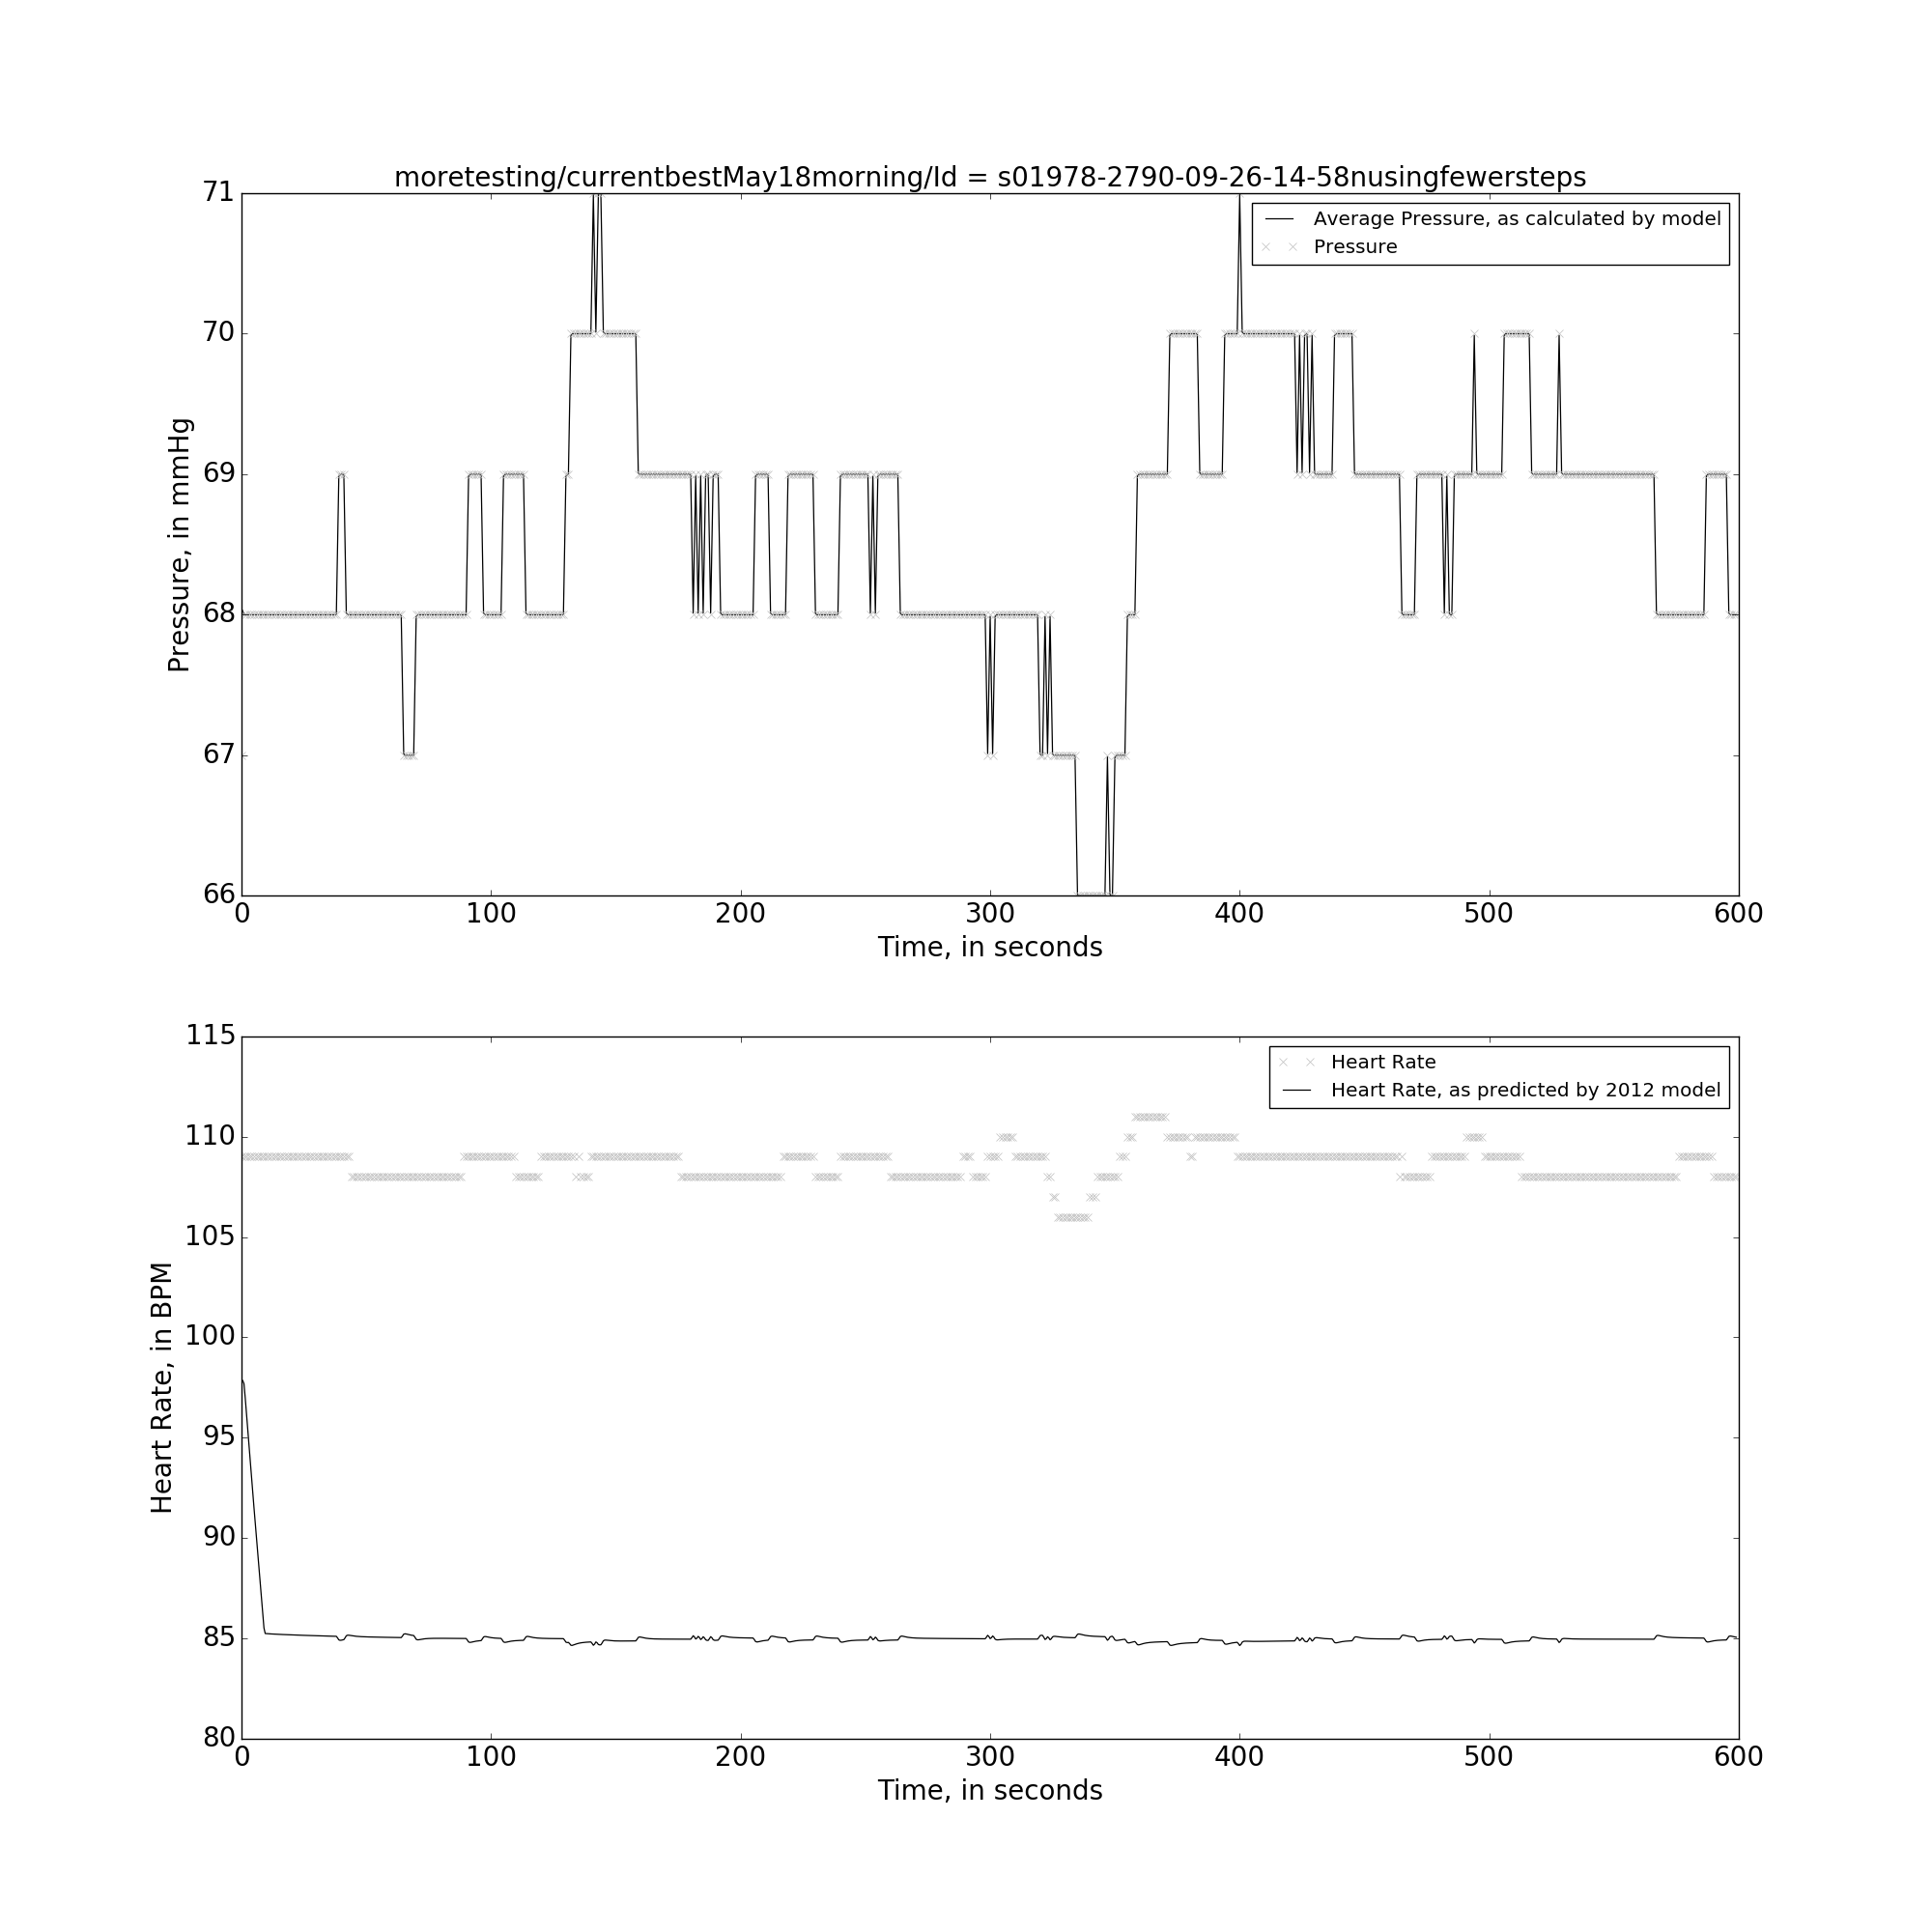 moretesting/currentbestMay18morning/Id = s01978-2790-09-26-14-58nusingfewersteps
71
70
69
68
67
66
Pressure, in mmHg
Average Pressure, as calculated by model
Pressure
0 100 200 300 400 500 600
Time, in seconds
115
110
105
100
95
90
85
80
Heart Rate, in BPM
Heart Rate
Heart Rate, as predicted by 2012 model
0 100 200 300 400 500 600
Time, in seconds